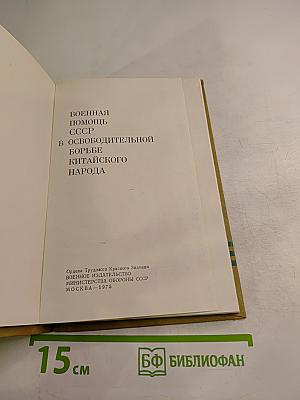 ВОЕННАЯ
ПОМОЩЬ
СССР
В ОСВОБОДИТЕЛЬНОЙ
БОРЬБЕ
КИТАЙСКОГО
НАРОДА
Ордена Трудового Красного Знамени
ВОЕННОЕ ИЗДАТЕЛЬСТВО
МИНИСТЕРСТВА ОБОРОНЫ СССР
МОСКВА—1975
15 см
БФ БИБЛИОФАН